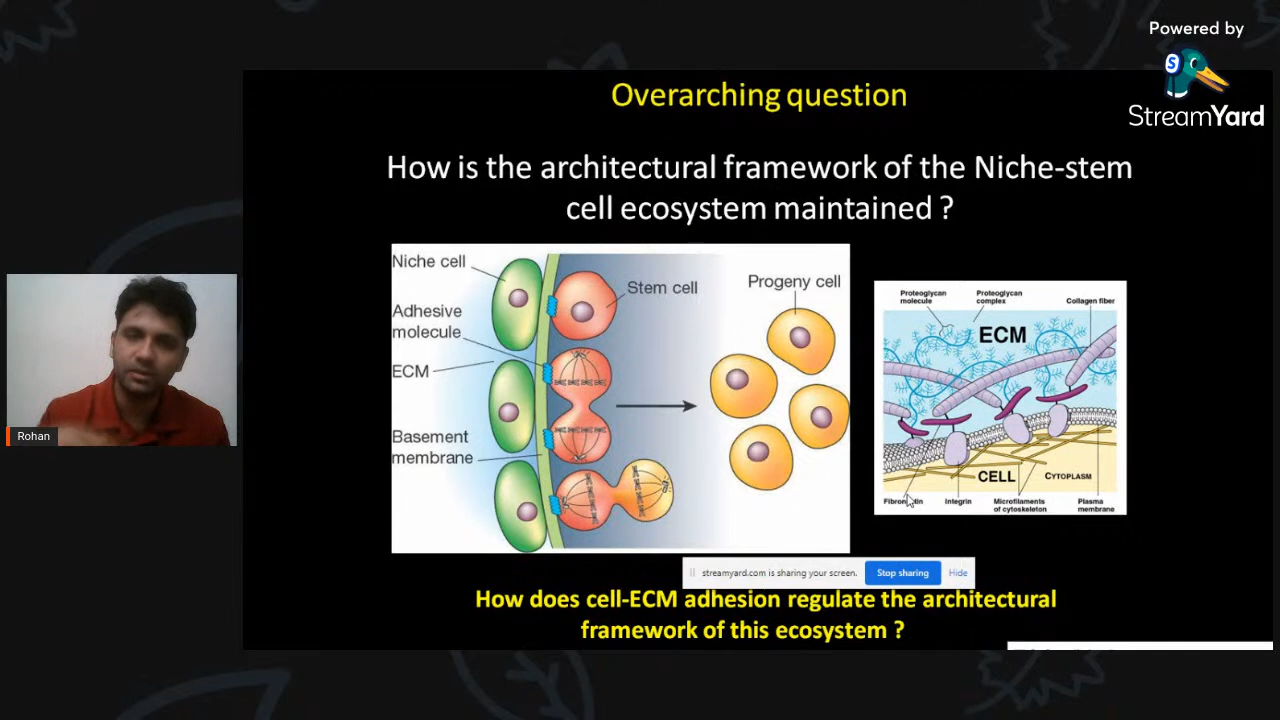 Powered by
S
StreamYard
Overarching question
How is the architectural framework of the Niche-stem
cell ecosystem maintained ?
Niche cell
Adhesive
molecule
ECM
Basement
membrane
Stem cell
Progeny cell
Proteoglycan
molecule
Proteoglycan
complex
Collagen fiber
ECM
CELL
CYTOPLASM
Integrin
Microfilaments
of cytoskeleton
Plasma
membrane
Rohan
streamyard.com is sharing your screen.
Stop sharing
Hide
How does cell-ECM adhesion regulate the architectural
framework of this ecosystem ?